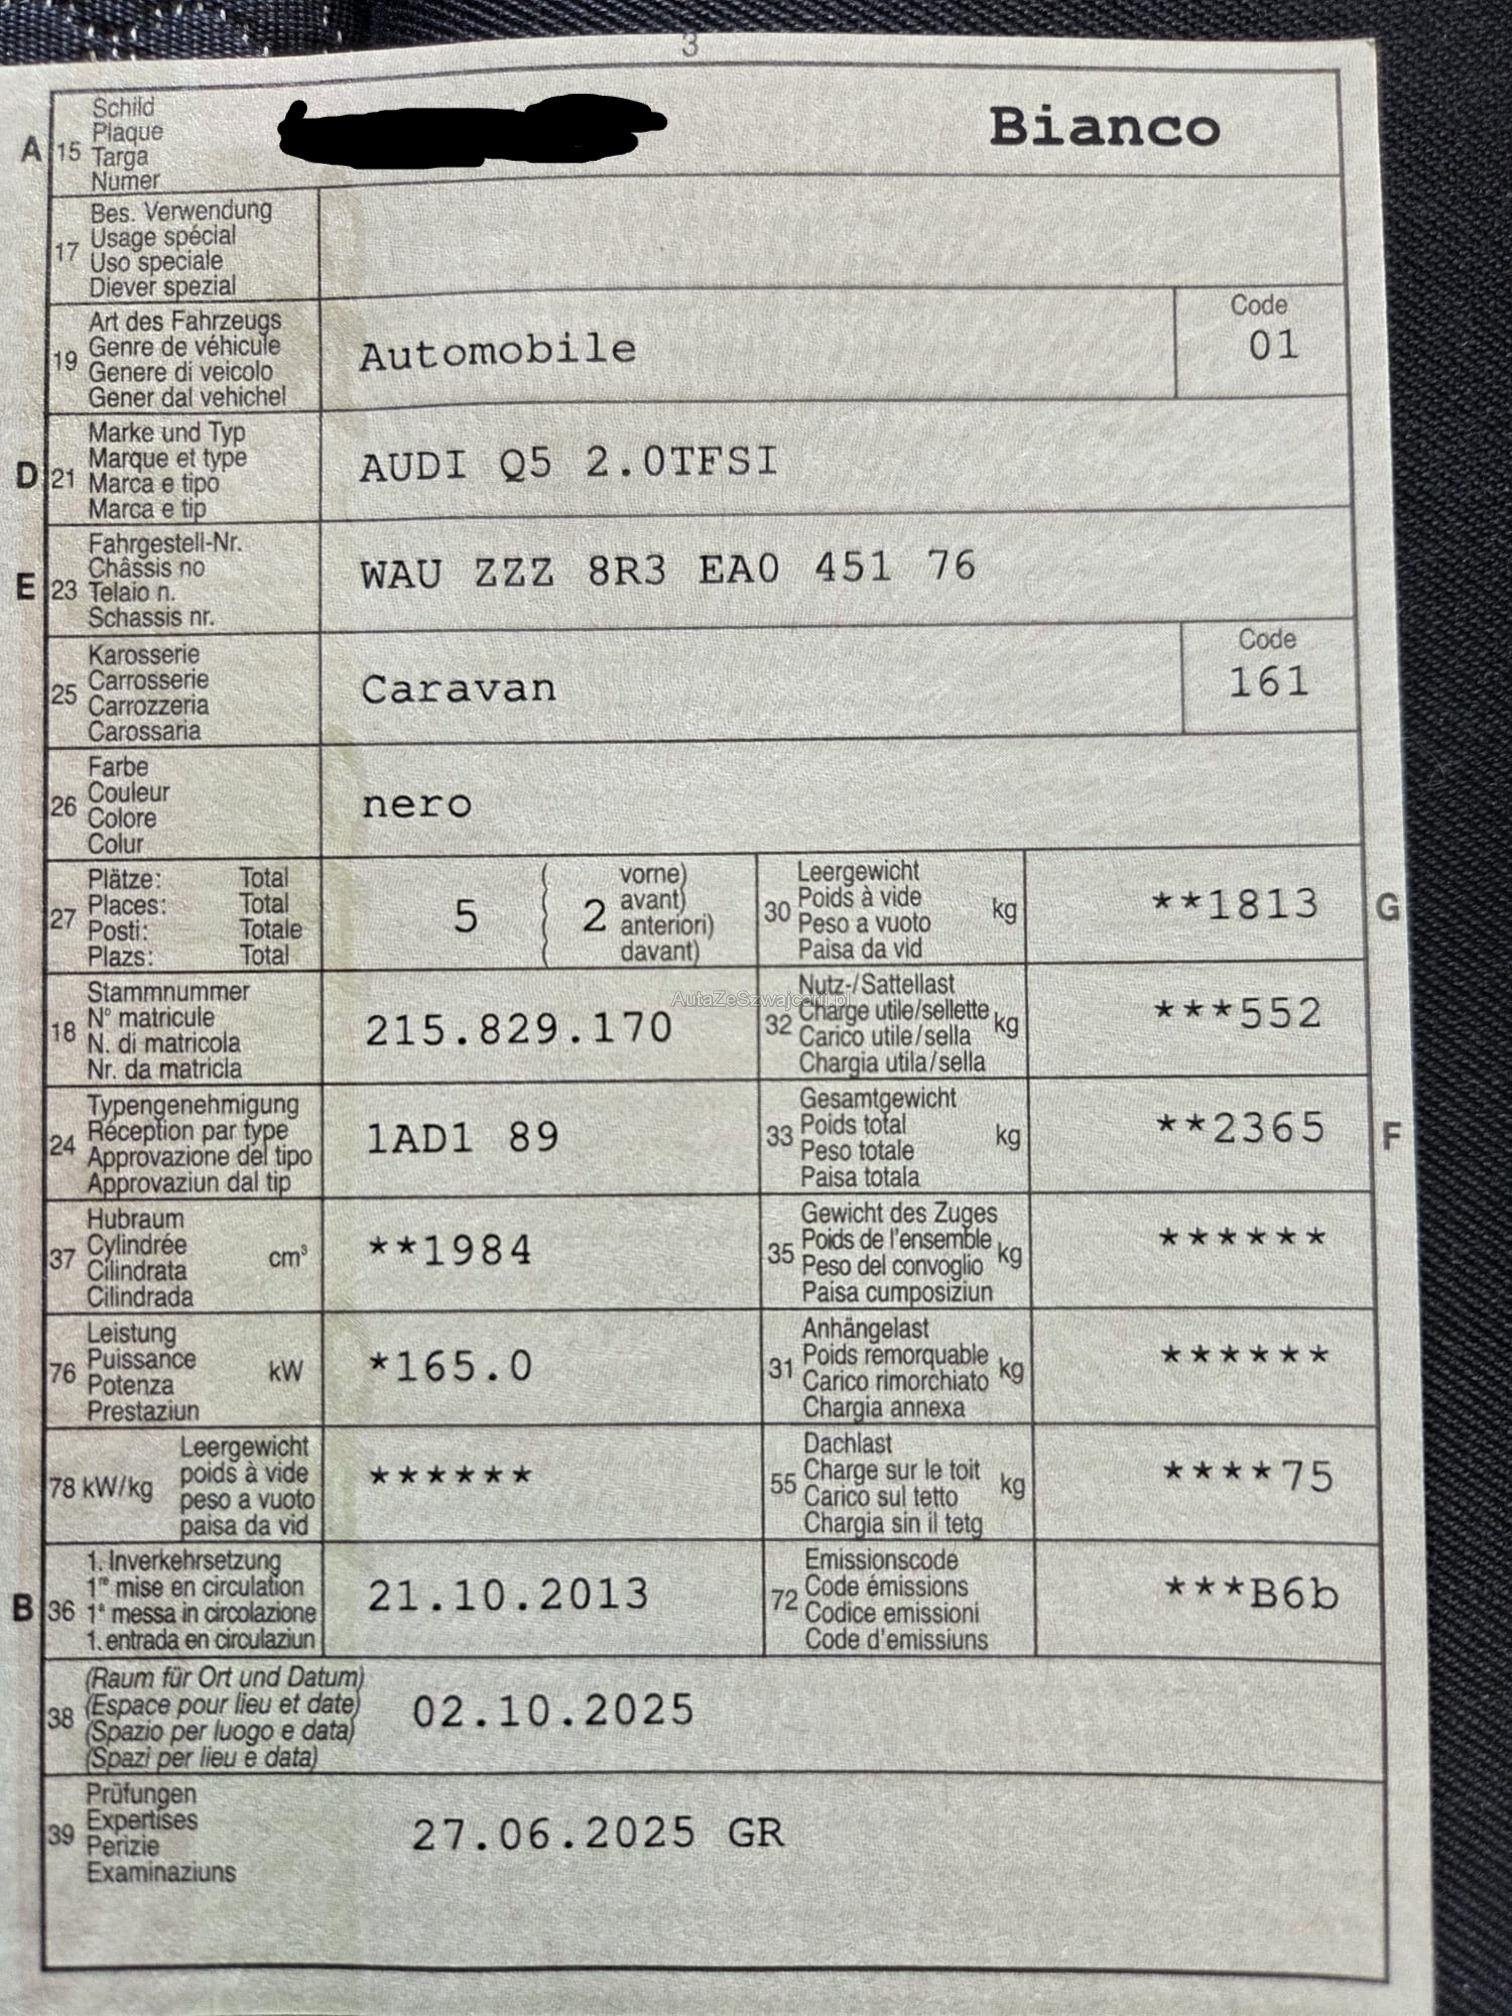 3
A 15 Schild
Plaque
Targa
Numer
Bianco
17 Bes. Verwendung
Usage spécial
Uso speciale
Diever spezial
19 Art des Fahrzeugs
Genre de véhicule
Genere di veicolo
Gener dal vehichel
Automobile
Code
01
D 21 Marke und Typ
Marque et type
Marca e tipo
Marca e tip
AUDI Q5 2.0TFSI
E 23 Fahrgestell-Nr.
Châssis no
Telaio n.
Schassis nr.
WAU ZZZ 8R3 EA0 451 76
25 Karosserie
Carrosserie
Carrozzeria
Carossaria
Caravan
Code
161
26 Farbe
Couleur
Colore
Colur
nero
27 Plätze: Total
Places: Total
Posti: Totale
Plazs: Total
5 ( 2 vorne)
avant)
anteriori)
davant)
30 Leergewicht
Poids à vide
Peso a vuoto
Paisa da vid
kg
**1813
G
18 Stammnummer
N° matricule
N. di matricola
Nr. da matricla
215.829.170
AutaZeSzwajcarii.pl
32 Nutz-/Sattellast
Charge utile/sellette
Carico utile/sella
Chargia utila/sella
kg
***552
24 Typengenehmigung
Réception par type
Approvazione del tipo
Approvaziun dal tip
1AD1 89
33 Gesamtgewicht
Poids total
Peso totale
Paisa totala
kg
**2365
F
37 Hubraum
Cylindrée
Cilindrata
Cilindrada
cm³
**1984
35 Gewicht des Zuges
Poids de l'ensemble
Peso del convoglio
Paisa cumposiziun
kg
******
76 Leistung
Puissance
Potenza
Prestaziun
kW
*165.0
31 Anhängelast
Poids remorquable
Carico rimorchiato
Chargia annexa
kg
******
78 kW/kg Leergewicht
poids à vide
peso a vuoto
paisa da vid
******
55 Dachlast
Charge sur le toit
Carico sul tetto
Chargia sin il tetg
kg
****75
B 36 1. Inverkehrsetzung
1re mise en circulation
1a messa in circolazione
1. entrada en circulaziun
21.10.2013
72 Emissionscode
Code émissions
Codice emissioni
Code d'emissiuns
***B6b
38 (Raum für Ort und Datum)
(Espace pour lieu et date)
(Spazio per luogo e data)
(Spazi per lieu e data)
02.10.2025
39 Prüfungen
Expertises
Perizie
Examinaziuns
27.06.2025 GR